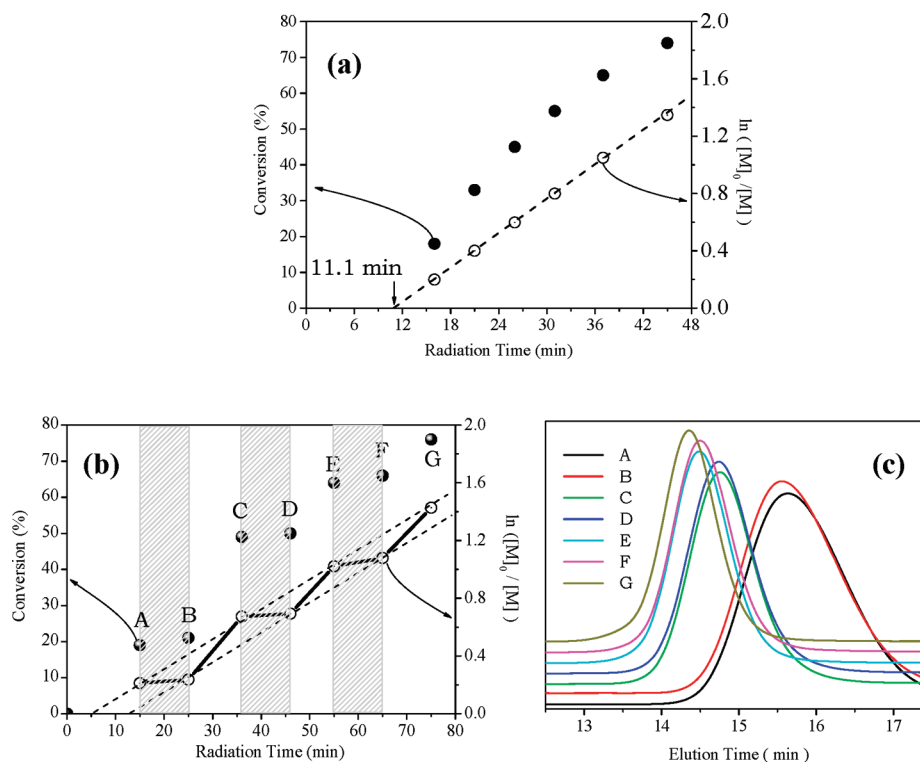 (a)
Conversion (%)
80
70
60
50
40
30
20
10
0
2.0
1.6
1.2
0.8
0.4
0.0
ln ( [M]0 /[M] )
11.1 min
0 6 12 18 24 30 36 42 48
Radiation Time (min)
(b)
Conversion (%)
80
70
60
50
40
30
20
10
0
A
B
C
D
E
F
G
2.0
1.6
1.2
0.8
0.4
0.0
ln ([M]0 / [M])
0 10 20 30 40 50 60 70 80
Radiation Time (min)
(c)
A
B
C
D
E
F
G
13 14 15 16 17
Elution Time ( min )